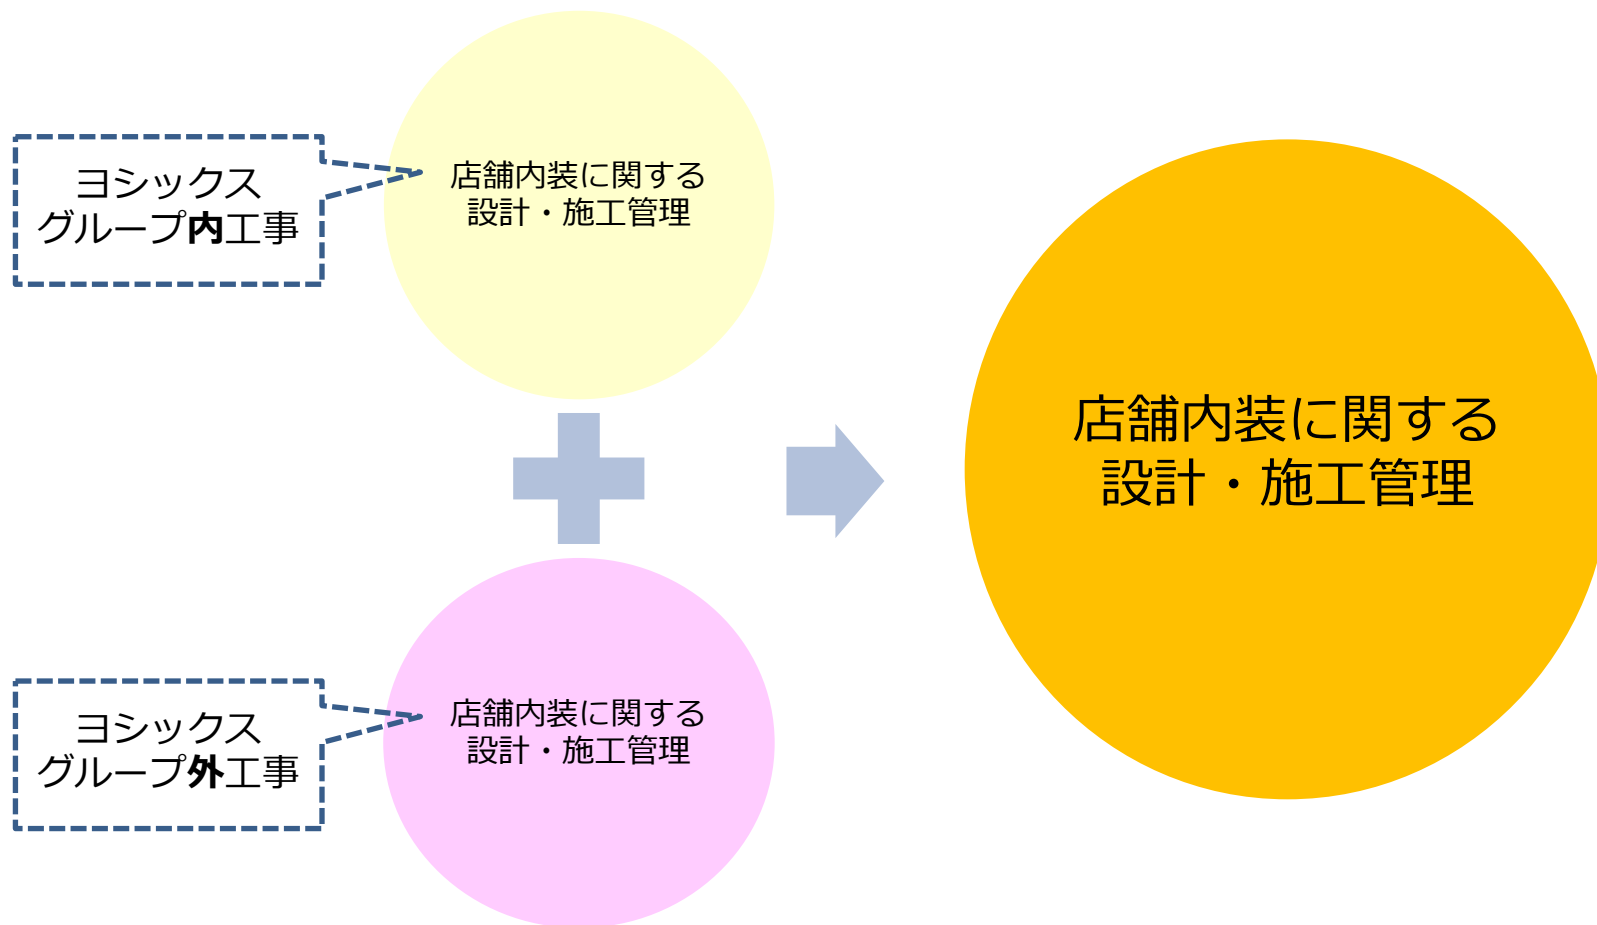 ヨシックス
グループ内工事
店舗内装に関する
設計・施工管理
店舗内装に関する
設計・施工管理
ヨシックス
グループ外工事
店舗内装に関する
設計・施工管理